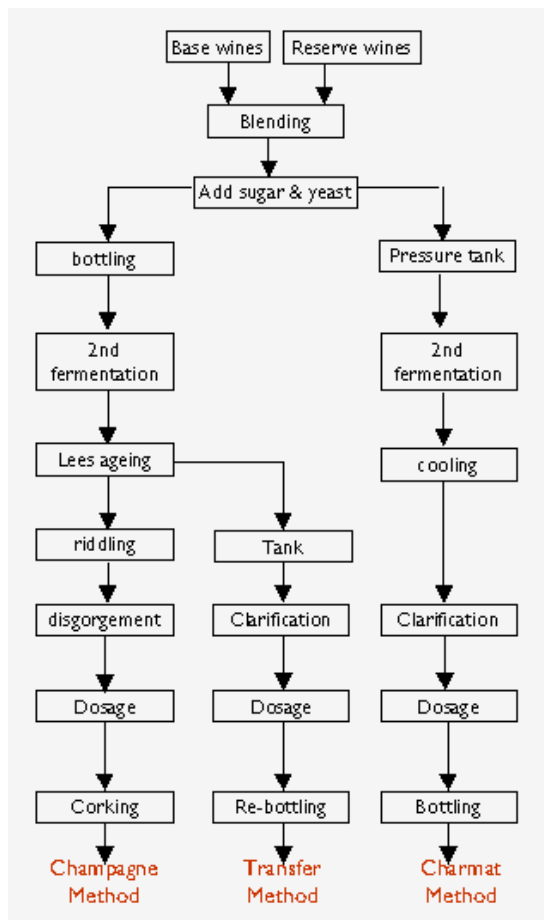 Base wines
Reserve wines
Blending
Add sugar & yeast
bottling
Pressure tank
2nd
fermentation
2nd
fermentation
Lees ageing
cooling
riddling
Tank
disgorgement
Clarification
Clarification
Dosage
Dosage
Dosage
Corking
Re-bottling
Bottling
Champagne
Method
Transfer
Method
Charmat
Method